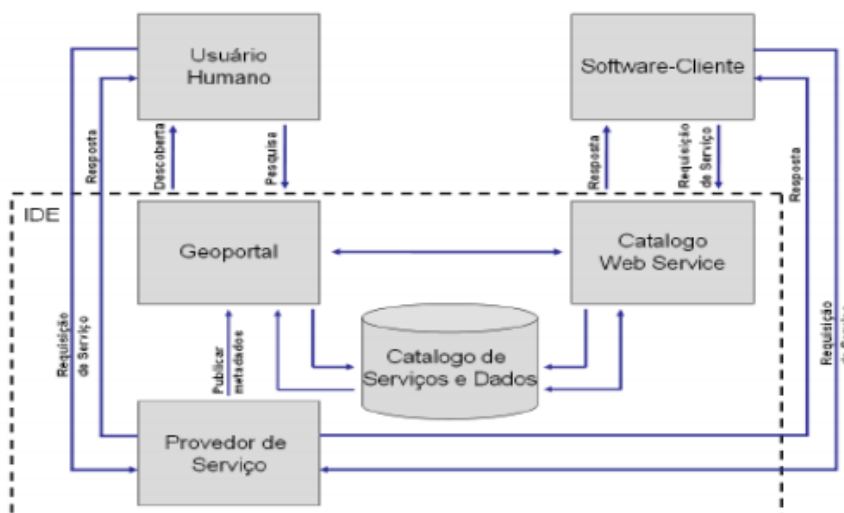 Usuário
Humano
Software-Cliente
Resposta
Descoberta
Pesquisa
Resposta
Requisição
de Serviço
Resposta
IDE
Geoportal
Catalogo
Web Service
Requisição
de Serviço
Publicar
metadados
Catalogo de
Serviços e Dados
Requisição
Provedor de
Serviço